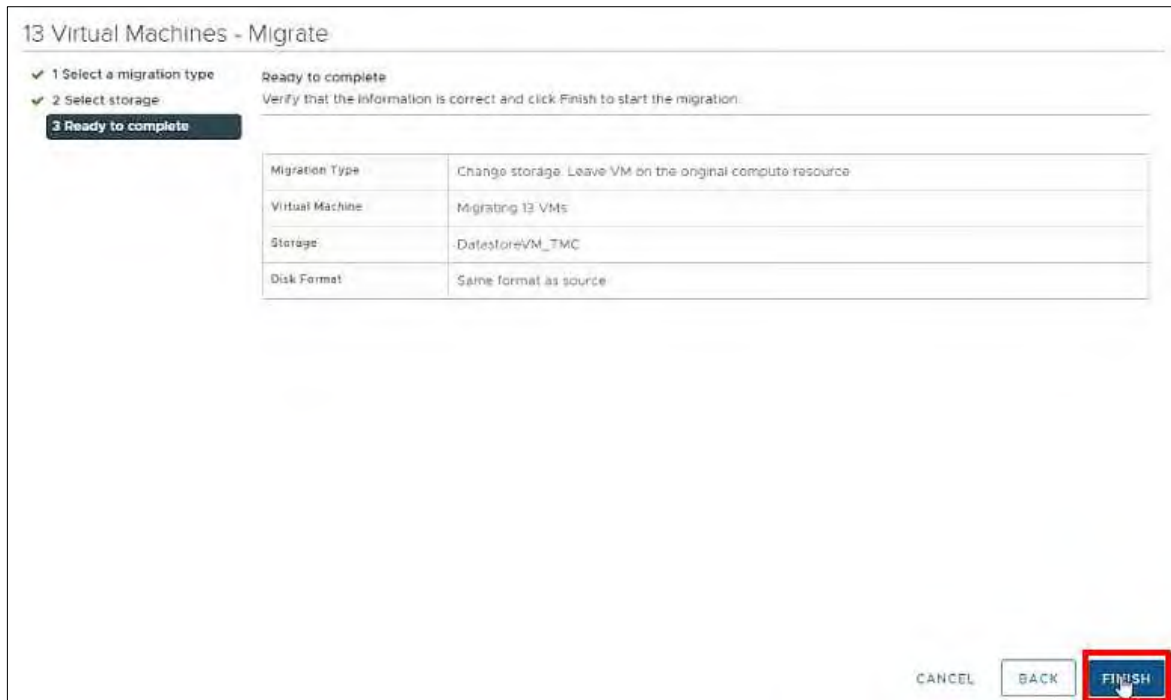 13 Virtual Machines - Migrate
✓ 1 Select a migration type
✓ 2 Select storage
3 Ready to complete
Ready to complete
Verify that the information is correct and click Finish to start the migration.
Migration Type Change storage. Leave VM on the original compute resource
Virtual Machine Migrating 13 VMs
Storage DatastoreVM_TMC
Disk Format Same format as source
CANCEL BACK FINISH